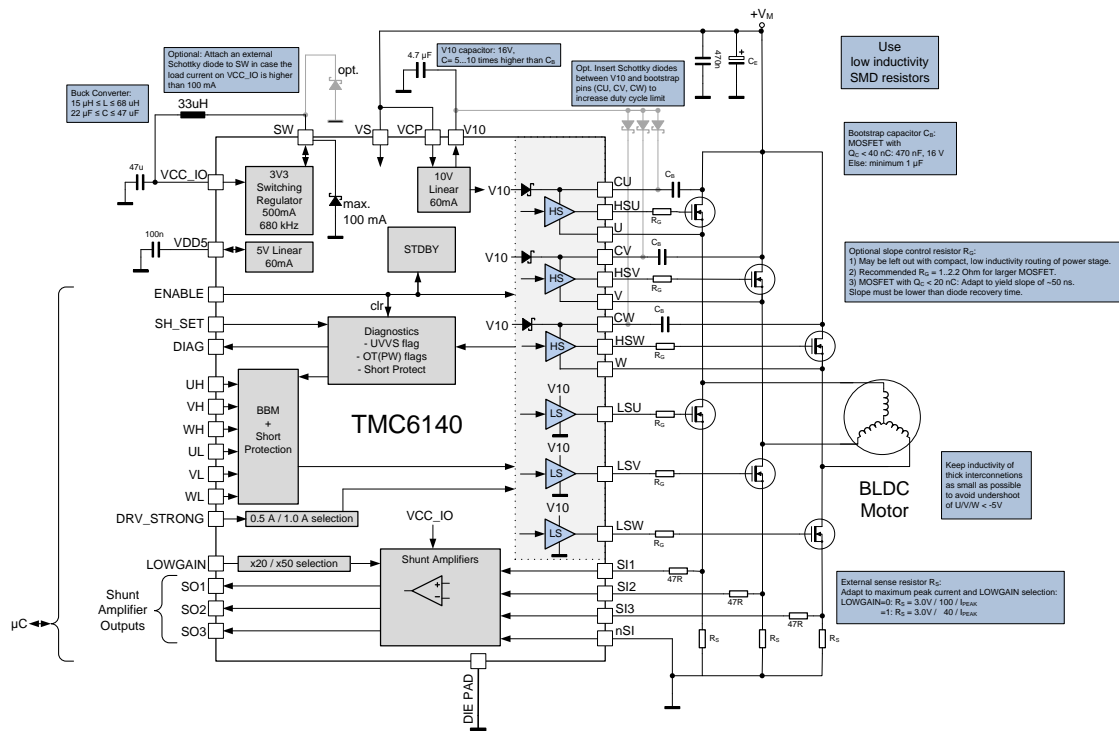 +VM
Optional: Attach an external
Schottky diode to SW in case the
load current on VCC_IO is higher
than 100 mA
opt.
4.7 µF
V10 capacitor: 16V,
C= 5...10 times higher than CB
470n
CE
Use
low inductivity
SMD resistors
Buck Converter:
15 µH ≤ L ≤ 68 uH
22 µF ≤ C ≤ 47 uF
33uH
Opt. Insert Schottky diodes
between V10 and bootstrap
pins (CU, CV, CW) to
increase duty cycle limit
SW
VS
VCP
V10
Bootstrap capacitor CB:
MOSFET with
QC < 40 nC: 470 nF, 16 V
Else: minimum 1 µF
47u
VCC_IO
3V3
Switching
Regulator
500mA
680 kHz
max.
100 mA
10V
Linear
60mA
V10
CU
CB
HS
HSU
RG
U
100n
VDD5
5V Linear
60mA
STDBY
V10
CV
CB
HS
HSV
RG
V
Optional slope control resistor RG:
1) May be left out with compact, low inductivity routing of power stage.
2) Recommended RG = 1..2.2 Ohm for larger MOSFET.
3) MOSFET with QC < 20 nC: Adapt to yield slope of ~50 ns.
Slope must be lower than diode recovery time.
ENABLE
clr
SH_SET
DIAG
Diagnostics
- UVVS flag
- OT(PW) flags
- Short Protect
V10
CW
CB
HS
HSW
RG
W
UH
VH
WH
UL
VL
WL
BBM
+
Short
Protection
TMC6140
V10
LS
LSU
RG
V10
LS
LSV
RG
BLDC
Motor
Keep inductivity of
thick interconnetions
as small as possible
to avoid undershoot
of U/V/W < -5V
DRV_STRONG
0.5 A / 1.0 A selection
VCC_IO
V10
LS
LSW
RG
LOWGAIN
x20 / x50 selection
Shunt Amplifiers
+
-
µC
Shunt
Amplifier
Outputs
SO1
SO2
SO3
SI1
47R
SI2
47R
SI3
47R
nSI
RS
RS
RS
External sense resistor RS:
Adapt to maximum peak current and LOWGAIN selection:
LOWGAIN=0: RS = 3.0V / 100 / IPEAK
=1: RS = 3.0V / 40 / IPEAK
DIE PAD